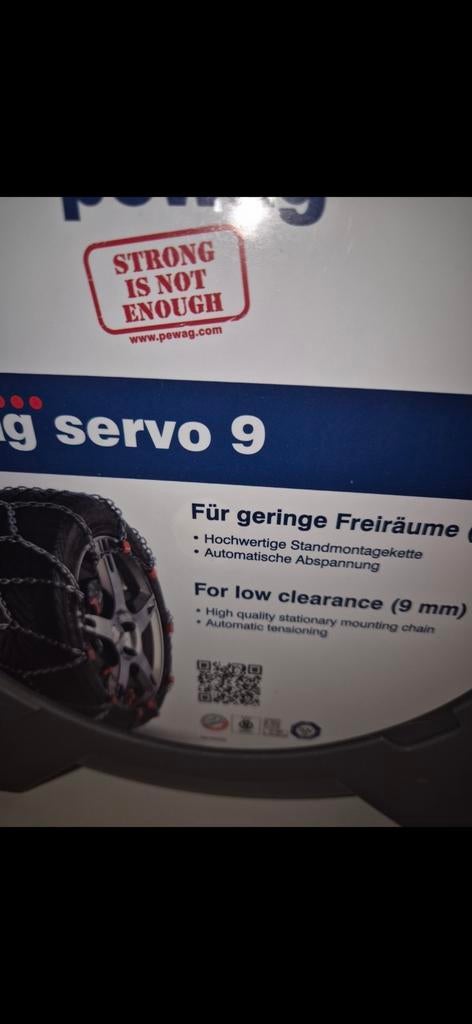 STRONG
IS NOT
ENOUGH
www.pewag.com
servo 9
Für geringe Freiräume (
• Hochwertige Standmontagekette
• Automatische Abspannung
For low clearance (9 mm)
• High quality stationary mounting chain
• Automatic tensioning